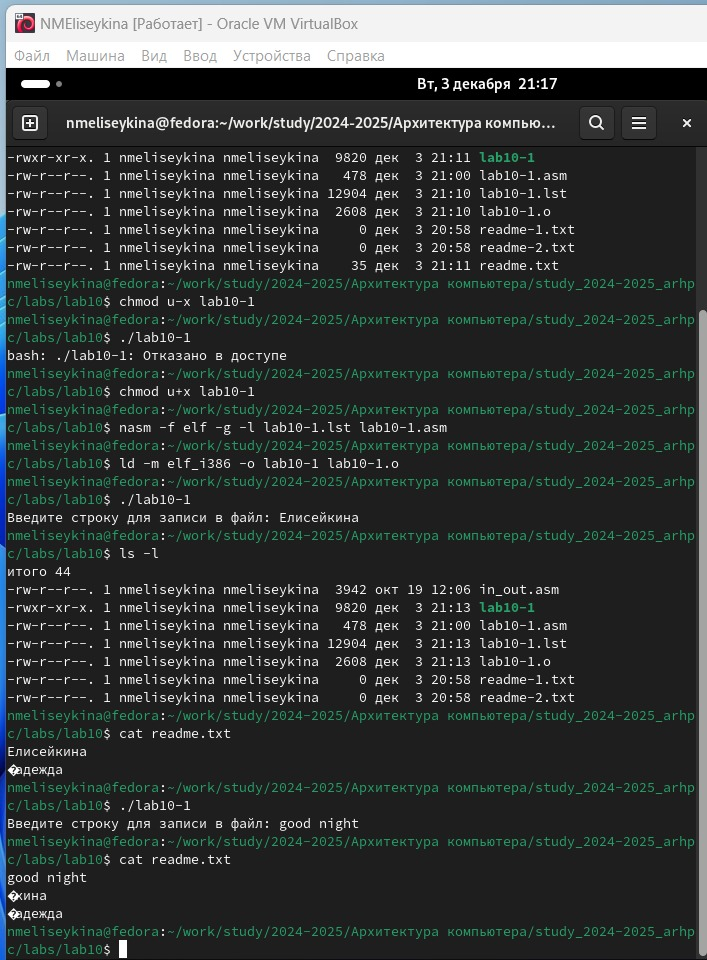 NMEliseykina [Работает] - Oracle VM VirtualBox
Файл Машина Вид Ввод Устройства Справка
Вт, 3 декабря 21:17
nmeliseykina@fedora:~/work/study/2024-2025/Архитектура компью...
-rwxr-xr-x. 1 nmeliseykina nmeliseykina  9820 дек  3 21:11 lab10-1
-rw-r--r--. 1 nmeliseykina nmeliseykina   478 дек  3 21:00 lab10-1.asm
-rw-r--r--. 1 nmeliseykina nmeliseykina 12904 дек  3 21:10 lab10-1.lst
-rw-r--r--. 1 nmeliseykina nmeliseykina  2608 дек  3 21:10 lab10-1.o
-rw-r--r--. 1 nmeliseykina nmeliseykina     0 дек  3 20:58 readme-1.txt
-rw-r--r--. 1 nmeliseykina nmeliseykina     0 дек  3 20:58 readme-2.txt
-rw-r--r--. 1 nmeliseykina nmeliseykina    35 дек  3 21:11 readme.txt
nmeliseykina@fedora:~/work/study/2024-2025/Архитектура компьютера/study_2024-2025_arhp
c/labs/lab10$ chmod u-x lab10-1
nmeliseykina@fedora:~/work/study/2024-2025/Архитектура компьютера/study_2024-2025_arhp
c/labs/lab10$ ./lab10-1
bash: ./lab10-1: Отказано в доступе
nmeliseykina@fedora:~/work/study/2024-2025/Архитектура компьютера/study_2024-2025_arhp
c/labs/lab10$ chmod u+x lab10-1
nmeliseykina@fedora:~/work/study/2024-2025/Архитектура компьютера/study_2024-2025_arhp
c/labs/lab10$ nasm -f elf -g -l lab10-1.lst lab10-1.asm
nmeliseykina@fedora:~/work/study/2024-2025/Архитектура компьютера/study_2024-2025_arhp
c/labs/lab10$ ld -m elf_i386 -o lab10-1 lab10-1.o
nmeliseykina@fedora:~/work/study/2024-2025/Архитектура компьютера/study_2024-2025_arhp
c/labs/lab10$ ./lab10-1
Введите строку для записи в файл: Елисейкина
nmeliseykina@fedora:~/work/study/2024-2025/Архитектура компьютера/study_2024-2025_arhp
c/labs/lab10$ ls -l
итого 44
-rw-r--r--. 1 nmeliseykina nmeliseykina  3942 окт 19 12:06 in_out.asm
-rwxr-xr-x. 1 nmeliseykina nmeliseykina  9820 дек  3 21:13 lab10-1
-rw-r--r--. 1 nmeliseykina nmeliseykina   478 дек  3 21:00 lab10-1.asm
-rw-r--r--. 1 nmeliseykina nmeliseykina 12904 дек  3 21:13 lab10-1.lst
-rw-r--r--. 1 nmeliseykina nmeliseykina  2608 дек  3 21:13 lab10-1.o
-rw-r--r--. 1 nmeliseykina nmeliseykina     0 дек  3 20:58 readme-1.txt
-rw-r--r--. 1 nmeliseykina nmeliseykina     0 дек  3 20:58 readme-2.txt
nmeliseykina@fedora:~/work/study/2024-2025/Архитектура компьютера/study_2024-2025_arhp
c/labs/lab10$ cat readme.txt
Елисейкина
�адежда
nmeliseykina@fedora:~/work/study/2024-2025/Архитектура компьютера/study_2024-2025_arhp
c/labs/lab10$ ./lab10-1
Введите строку для записи в файл: good night
nmeliseykina@fedora:~/work/study/2024-2025/Архитектура компьютера/study_2024-2025_arhp
c/labs/lab10$ cat readme.txt
good night
�кина
�адежда
nmeliseykina@fedora:~/work/study/2024-2025/Архитектура компьютера/study_2024-2025_arhp
c/labs/lab10$